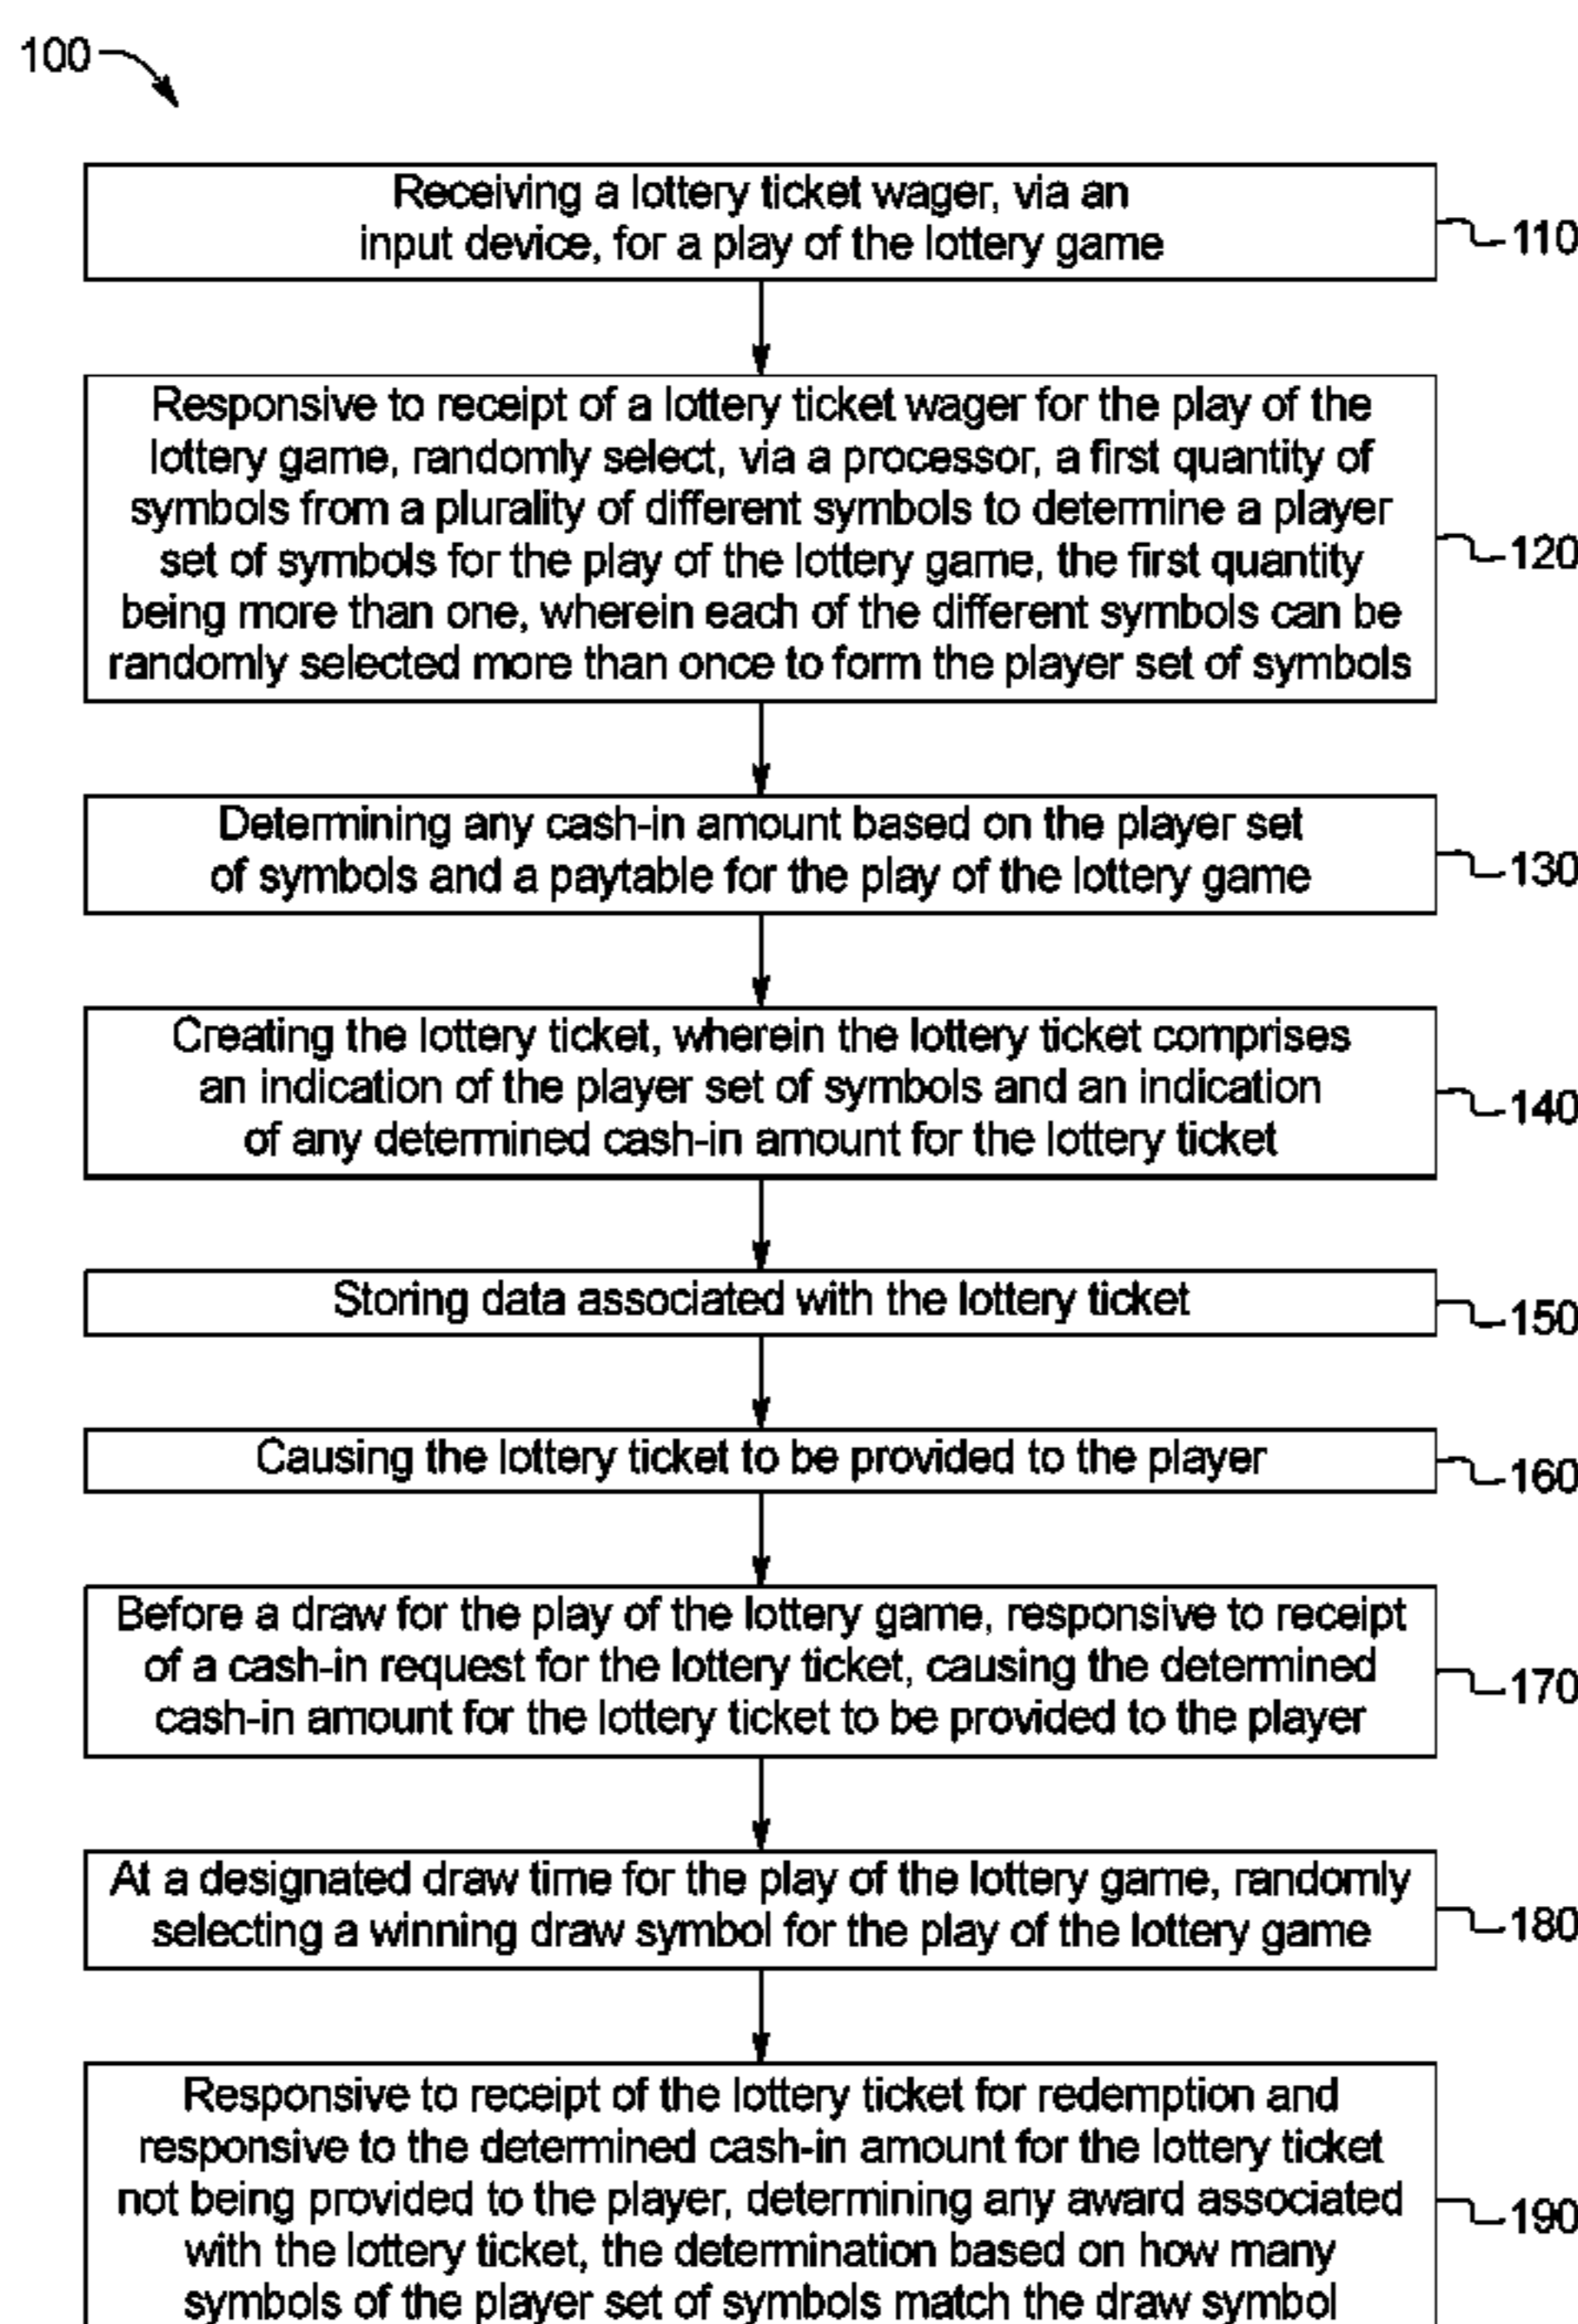 100
Receiving a lottery ticket wager, via an
input device, for a play of the lottery game
110
Responsive to receipt of a lottery ticket wager for the play of the
lottery game, randomly select, via a processor, a first quantity of
symbols from a plurality of different symbols to determine a player
set of symbols for the play of the lottery game, the first quantity
being more than one, wherein each of the different symbols can be
randomly selected more than once to form the player set of symbols
120
Determining any cash-in amount based on the player set
of symbols and a paytable for the play of the lottery game
130
Creating the lottery ticket, wherein the lottery ticket comprises
an indication of the player set of symbols and an indication
of any determined cash-in amount for the lottery ticket
140
Storing data associated with the lottery ticket
150
Causing the lottery ticket to be provided to the player
160
Before a draw for the play of the lottery game, responsive to receipt
of a cash-in request for the lottery ticket, causing the determined
cash-in amount for the lottery ticket to be provided to the player
170
At a designated draw time for the play of the lottery game, randomly
selecting a winning draw symbol for the play of the lottery game
180
Responsive to receipt of the lottery ticket for redemption and
responsive to the determined cash-in amount for the lottery ticket
not being provided to the player, determining any award associated
with the lottery ticket, the determination based on how many
symbols of the player set of symbols match the draw symbol
190